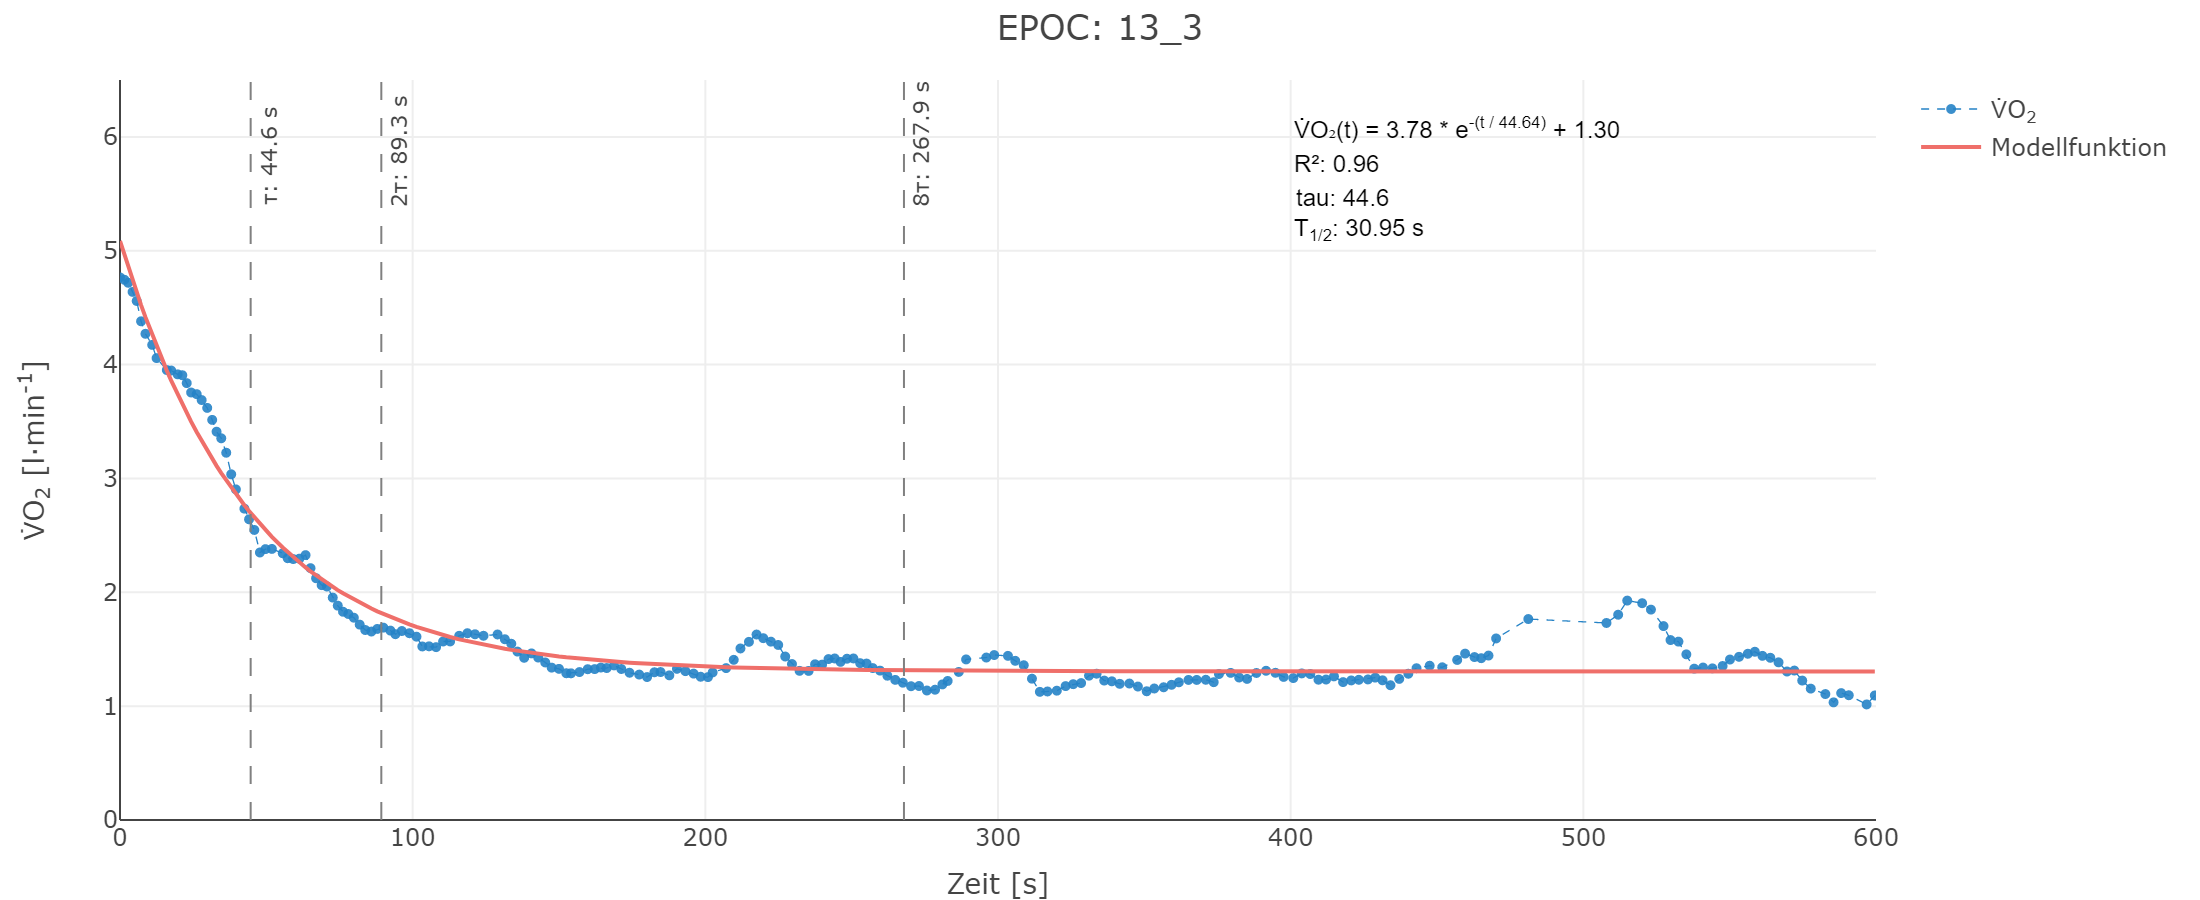 EPOC: 13_3
τ: 44.6 s
2τ: 89.3 s
8τ: 267.9 s
V̇O₂(t) = 3.78 * e⁻⁽ᵗ ᐟ ⁴⁴·⁶⁴⁾ + 1.30
R²: 0.96
tau: 44.6
T₁/₂: 30.95 s
V̇O₂
Modellfunktion
V̇O₂ [l·min⁻¹]
6
5
4
3
2
1
0
0 100 200 300 400 500 600
Zeit [s]